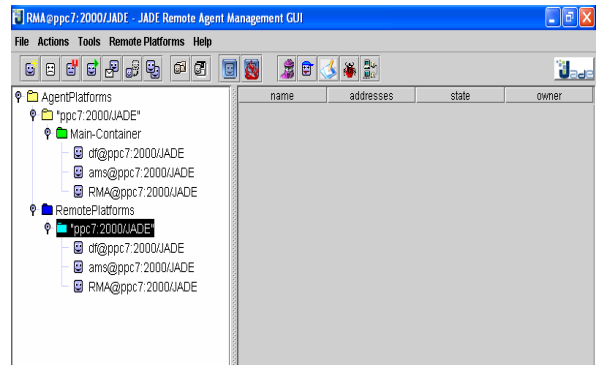 RMA@ppc7:2000/JADE - JADE Remote Agent Management GUI
File Actions Tools Remote Platforms Help
Jade
AgentPlatforms
"ppc7:2000/JADE"
Main-Container
df@ppc7:2000/JADE
ams@ppc7:2000/JADE
RMA@ppc7:2000/JADE
RemotePlatforms
"ppc7:2000/JADE"
df@ppc7:2000/JADE
ams@ppc7:2000/JADE
RMA@ppc7:2000/JADE
name addresses state owner